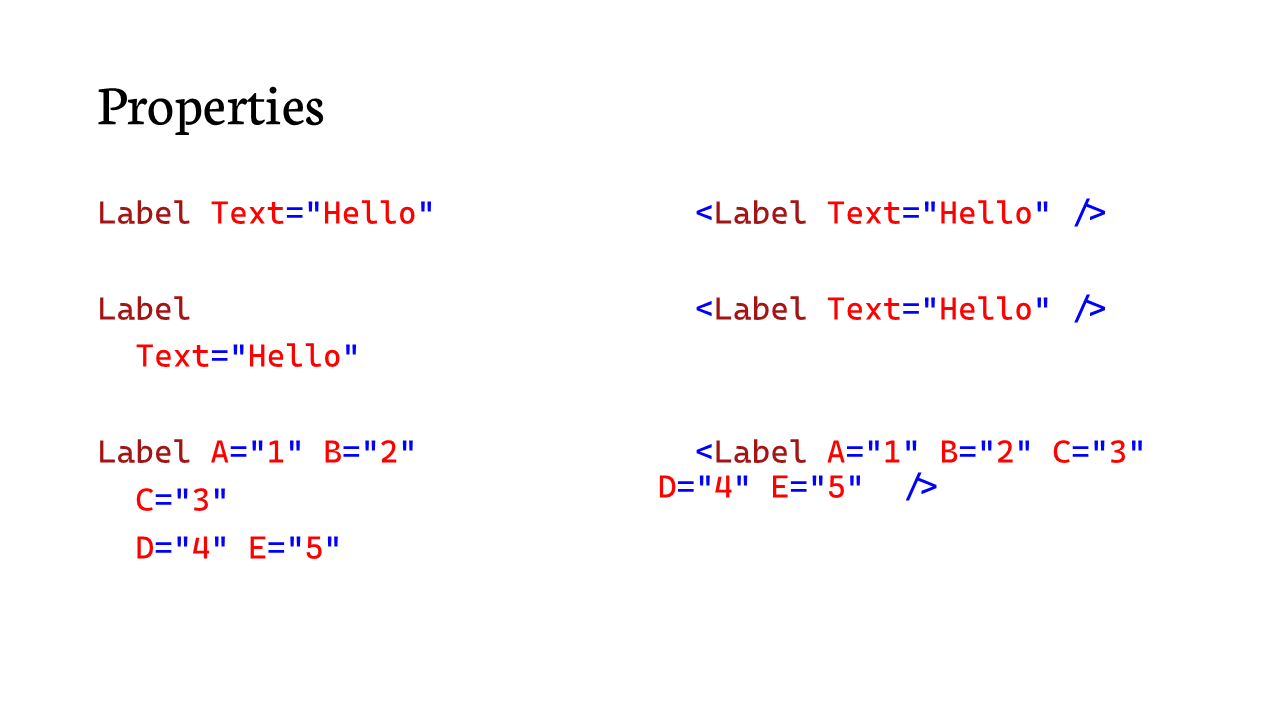 Properties
Label Text="Hello"
<Label Text="Hello" />
Label
Text="Hello"
<Label Text="Hello" />
Label A="1" B="2"
C="3"
D="4" E="5"
<Label A="1" B="2" C="3"
D="4" E="5" />